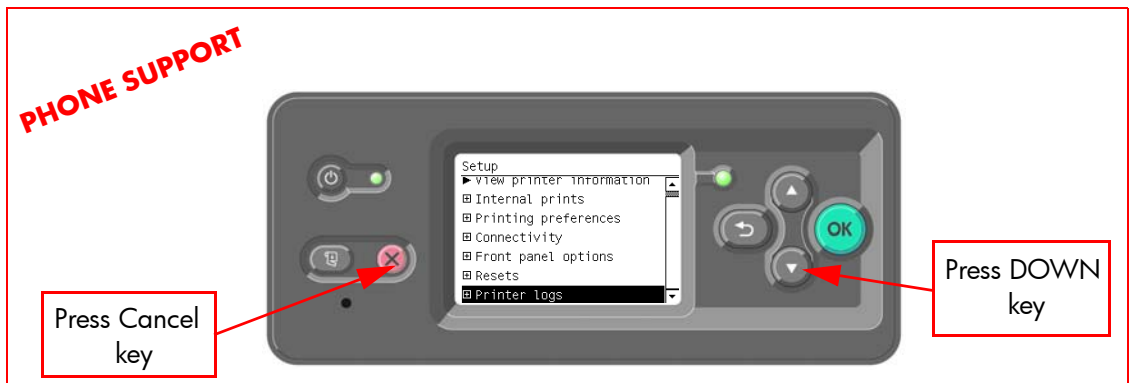 PHONE SUPPORT
Setup
▶ View printer information
⊞ Internal prints
⊞ Printing preferences
⊞ Connectivity
⊞ Front panel options
⊞ Resets
⊞ Printer logs
OK
Press Cancel
key
Press DOWN
key